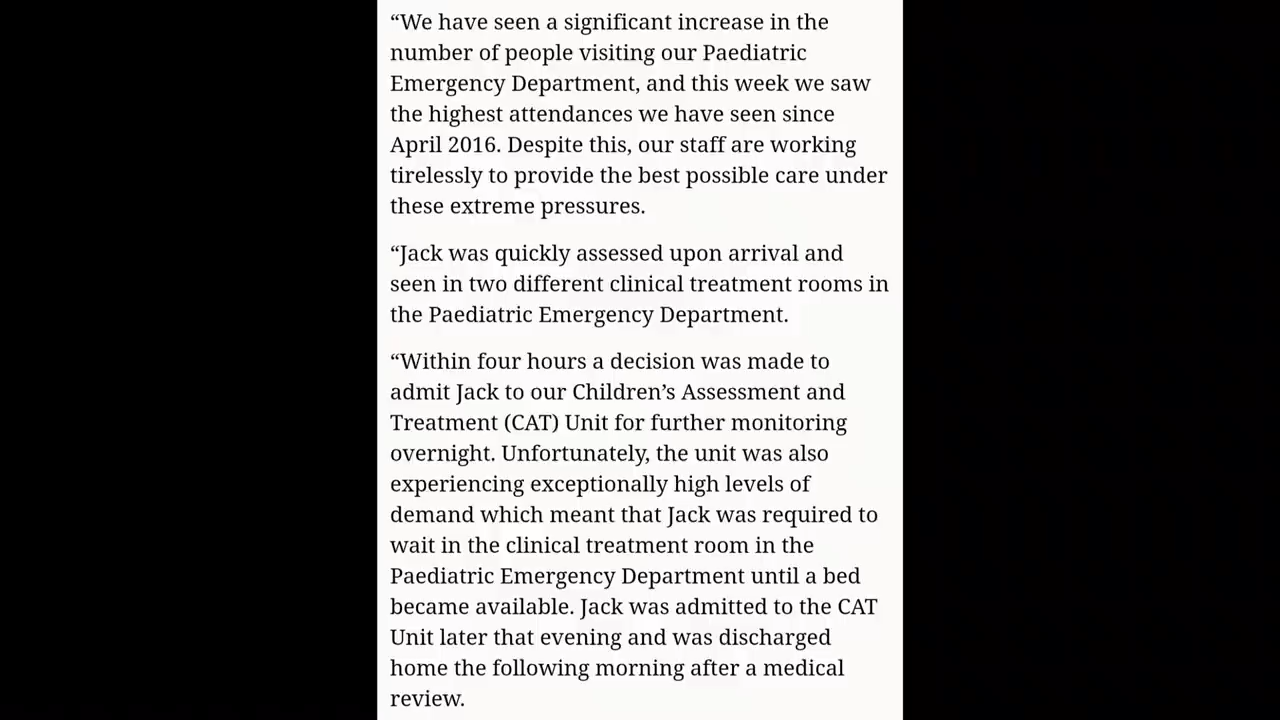 “We have seen a significant increase in the
number of people visiting our Paediatric
Emergency Department, and this week we saw
the highest attendances we have seen since
April 2016. Despite this, our staff are working
tirelessly to provide the best possible care under
these extreme pressures.
“Jack was quickly assessed upon arrival and
seen in two different clinical treatment rooms in
the Paediatric Emergency Department.
“Within four hours a decision was made to
admit Jack to our Children’s Assessment and
Treatment (CAT) Unit for further monitoring
overnight. Unfortunately, the unit was also
experiencing exceptionally high levels of
demand which meant that Jack was required to
wait in the clinical treatment room in the
Paediatric Emergency Department until a bed
became available. Jack was admitted to the CAT
Unit later that evening and was discharged
home the following morning after a medical
review.